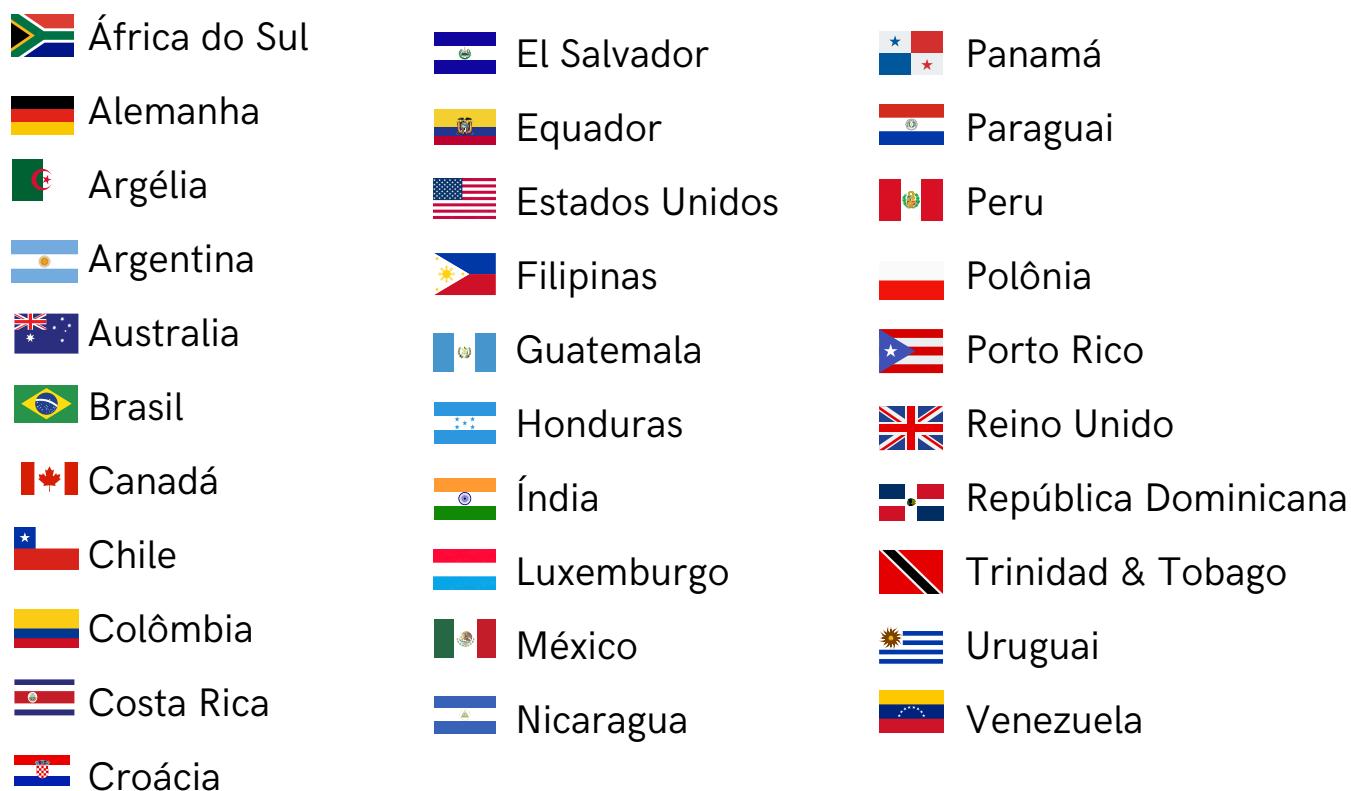 África do Sul
Alemanha
Argélia
Argentina
Australia
Brasil
Canadá
Chile
Colômbia
Costa Rica
Croácia
El Salvador
Equador
Estados Unidos
Filipinas
Guatemala
Honduras
Índia
Luxemburgo
México
Nicaragua
Panamá
Paraguai
Peru
Polônia
Porto Rico
Reino Unido
República Dominicana
Trinidad & Tobago
Uruguai
Venezuela